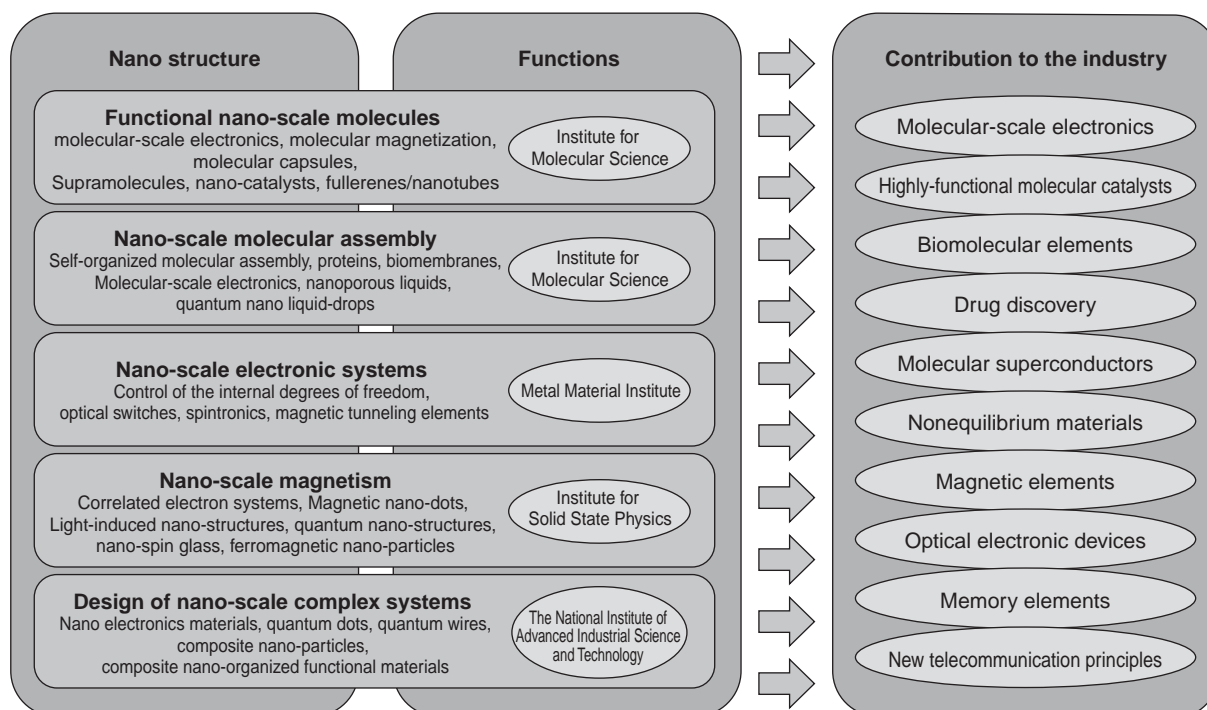 Nano structure
Functions
Contribution to the industry
Functional nano-scale molecules
molecular-scale electronics, molecular magnetization,
molecular capsules,
Supramolecules, nano-catalysts, fullerenes/nanotubes
Institute for
Molecular Science
Nano-scale molecular assembly
Self-organized molecular assembly, proteins, biomembranes,
Molecular-scale electronics, nanoporous liquids,
quantum nano liquid-drops
Institute for
Molecular Science
Nano-scale electronic systems
Control of the internal degrees of freedom,
optical switches, spintronics, magnetic tunneling elements
Metal Material Institute
Nano-scale magnetism
Correlated electron systems, Magnetic nano-dots,
Light-induced nano-structures, quantum nano-structures,
nano-spin glass, ferromagnetic nano-particles
Institute for
Solid State Physics
Design of nano-scale complex systems
Nano electronics materials, quantum dots, quantum wires,
composite nano-particles,
composite nano-organized functional materials
The National Institute of
Advanced Industrial Science
and Technology
Molecular-scale electronics
Highly-functional molecular catalysts
Biomolecular elements
Drug discovery
Molecular superconductors
Nonequilibrium materials
Magnetic elements
Optical electronic devices
Memory elements
New telecommunication principles